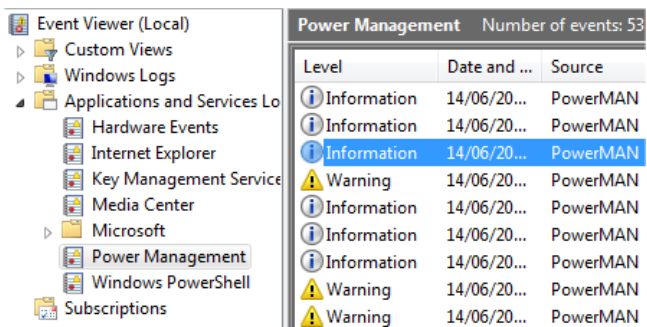 Event Viewer (Local)
Custom Views
Windows Logs
Applications and Services Lo
Hardware Events
Internet Explorer
Key Management Service
Media Center
Microsoft
Power Management
Windows PowerShell
Subscriptions
Power Management Number of events: 53
Level Date and ... Source
Information 14/06/20... PowerMAN
Information 14/06/20... PowerMAN
Information 14/06/20... PowerMAN
Warning 14/06/20... PowerMAN
Information 14/06/20... PowerMAN
Information 14/06/20... PowerMAN
Information 14/06/20... PowerMAN
Warning 14/06/20... PowerMAN
Warning 14/06/20... PowerMAN